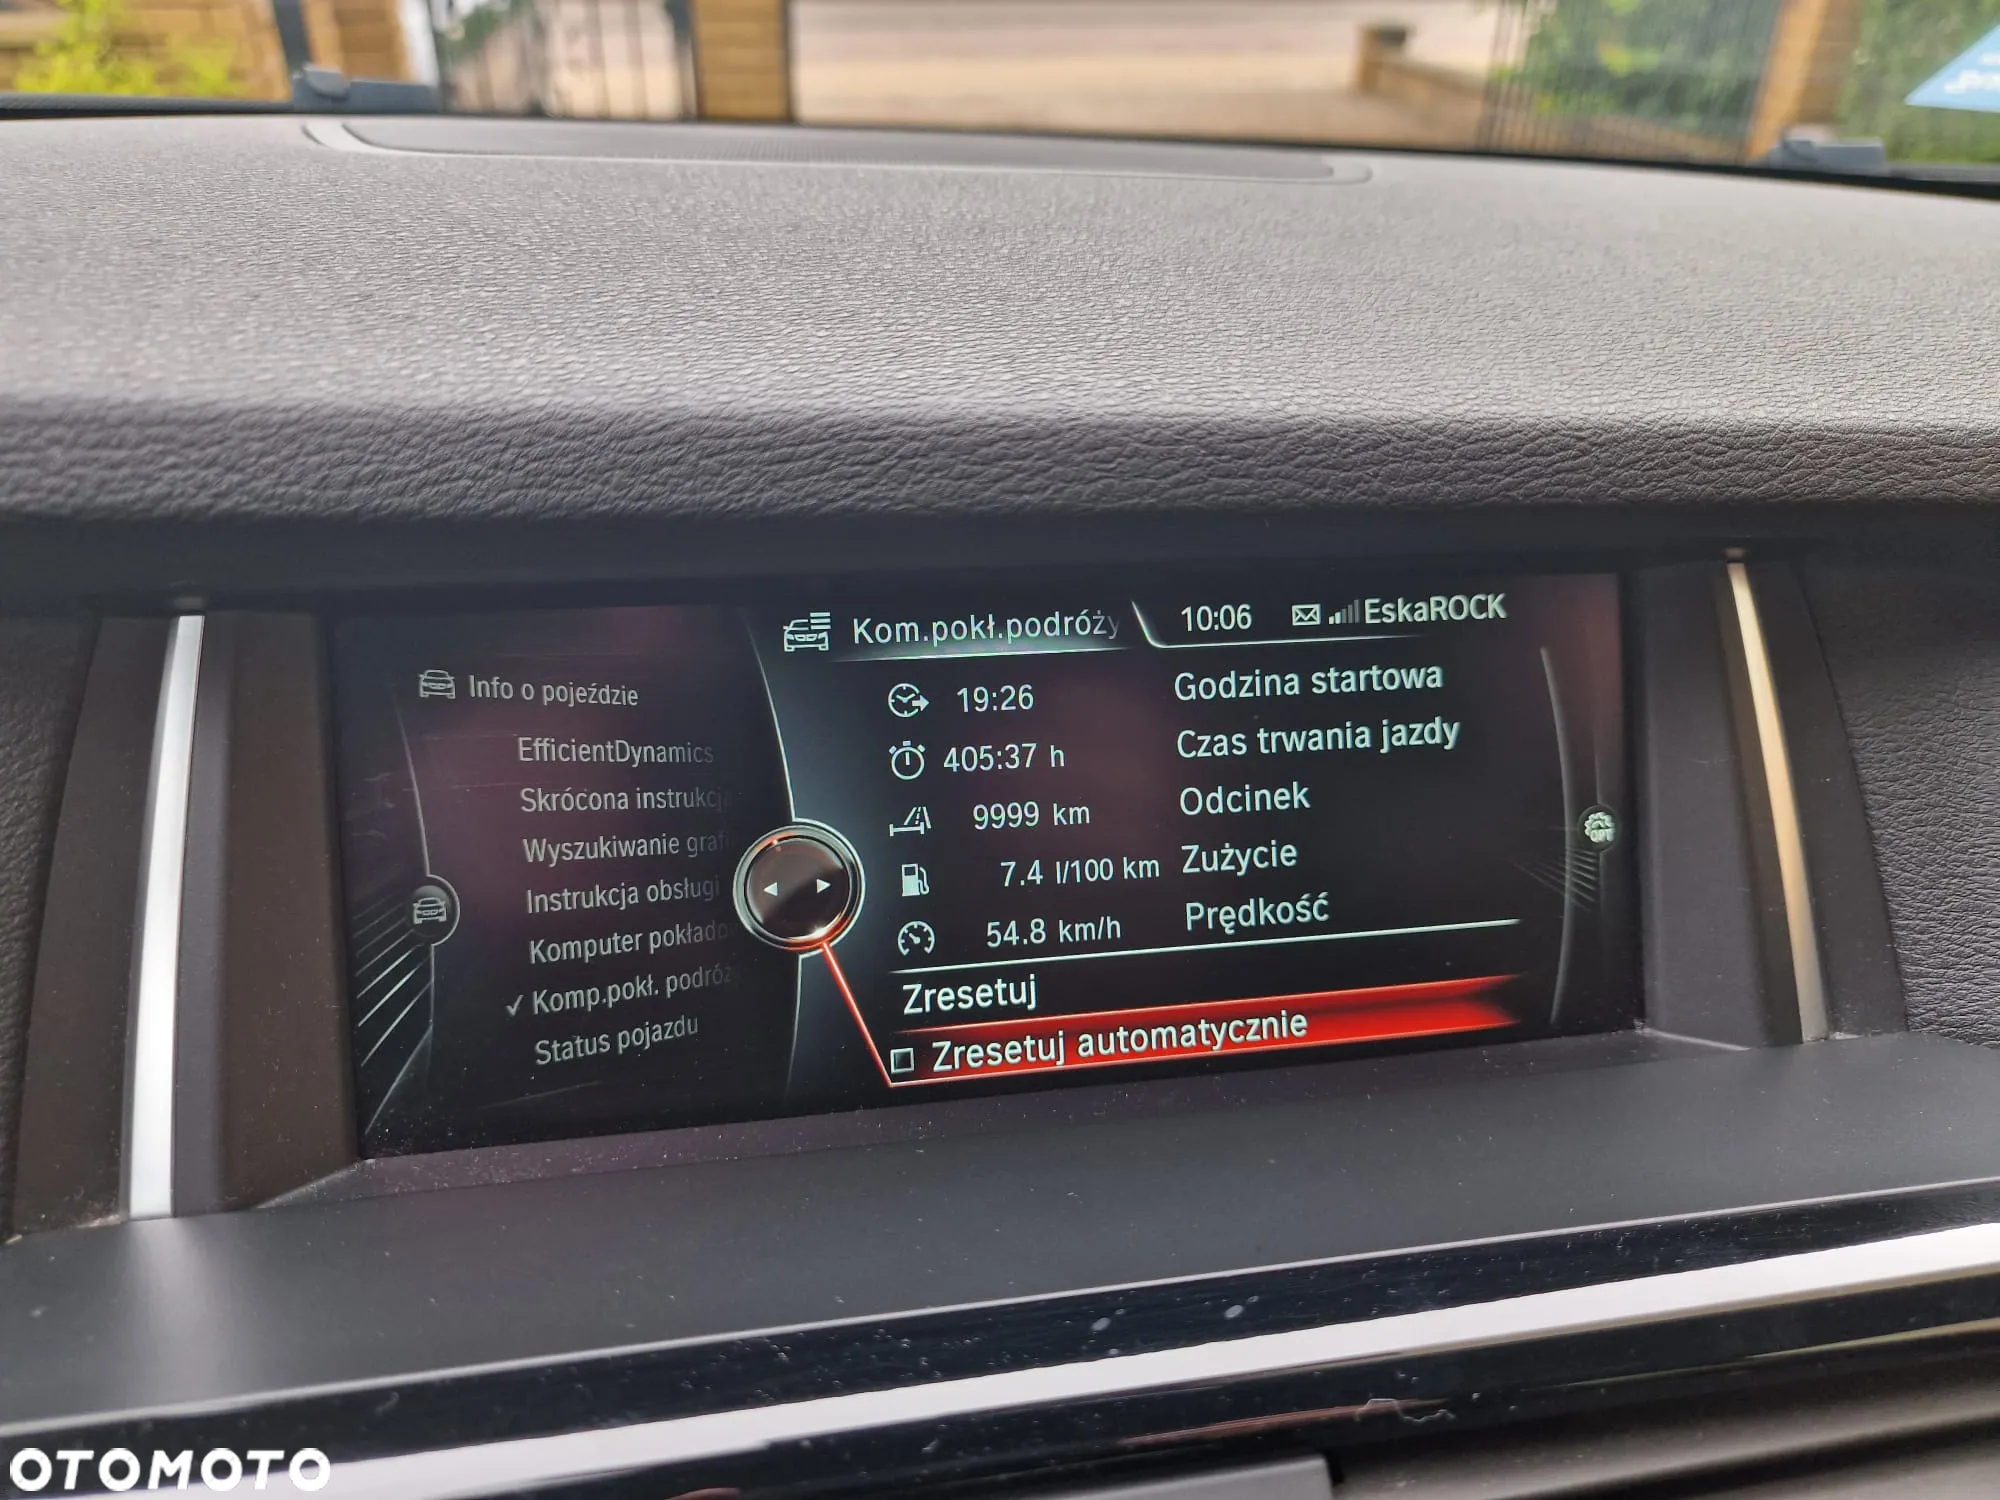 Kom.pokł.podróży
10:06
EskaROCK
Info o pojeździe
EfficientDynamics
Skrócona instrukcja
Wyszukiwanie graf
Instrukcja obsługi
Komputer pokłado
✓ Komp.pokł. podróż
Status pojazdu
19:26 Godzina startowa
405:37 h Czas trwania jazdy
9999 km Odcinek
7.4 l/100 km Zużycie
54.8 km/h Prędkość
Zresetuj
Zresetuj automatycznie
OPT
OTOMOTO